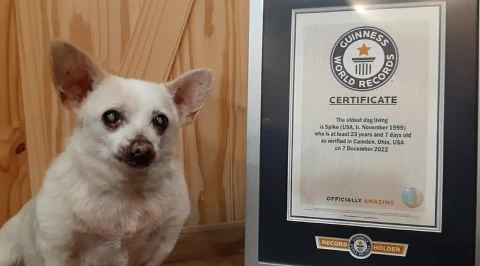 GUINNESS
WORLD
RECORDS
CERTIFICATE
The oldest dog living
is Spike (USA, b. November 1999)
who is at least 23 years and 7 days old
as verified in Camden, Ohio, USA
on 7 December 2022
OFFICIALLY AMAZING
RECORD HOLDER